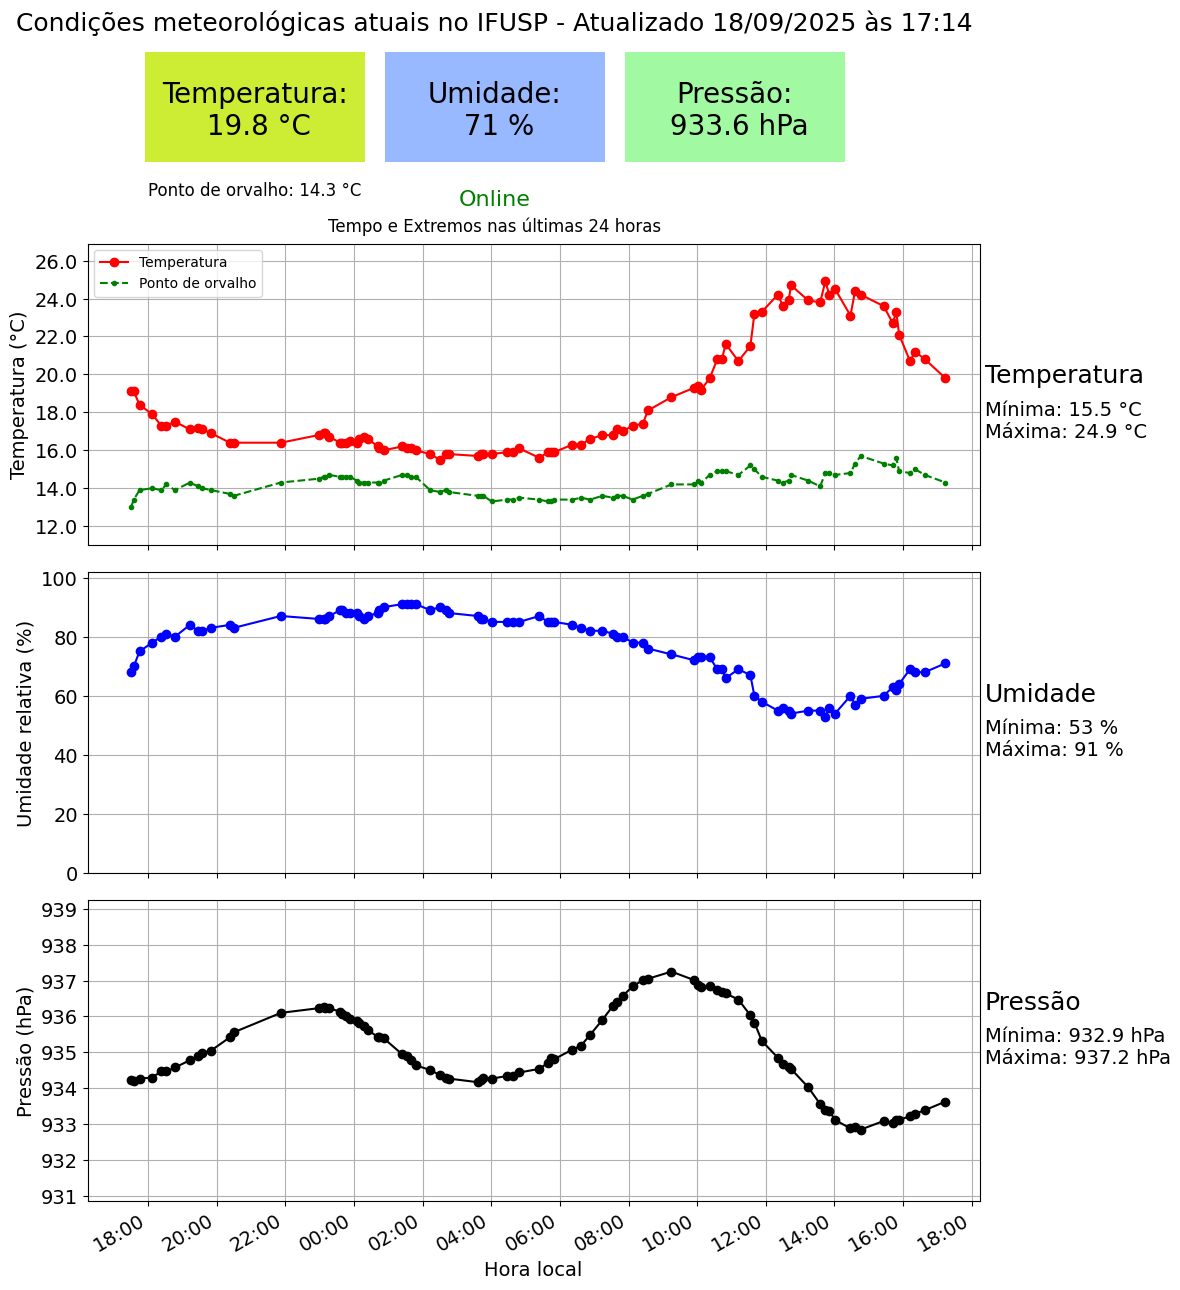 Condições meteorológicas atuais no IFUSP - Atualizado 18/09/2025 às 17:14
Temperatura:
19.8 °C
Umidade:
71 %
Pressão:
933.6 hPa
Ponto de orvalho: 14.3 °C
Online
Tempo e Extremos nas últimas 24 horas
Temperatura (°C)
26.0
24.0
22.0
20.0
18.0
16.0
14.0
12.0
Temperatura
Ponto de orvalho
Temperatura
Mínima: 15.5 °C
Máxima: 24.9 °C
Umidade relativa (%)
100
80
60
40
20
0
Umidade
Mínima: 53 %
Máxima: 91 %
Pressão (hPa)
939
938
937
936
935
934
933
932
931
Pressão
Mínima: 932.9 hPa
Máxima: 937.2 hPa
18:00 20:00 22:00 00:00 02:00 04:00 06:00 08:00 10:00 12:00 14:00 16:00 18:00
Hora local